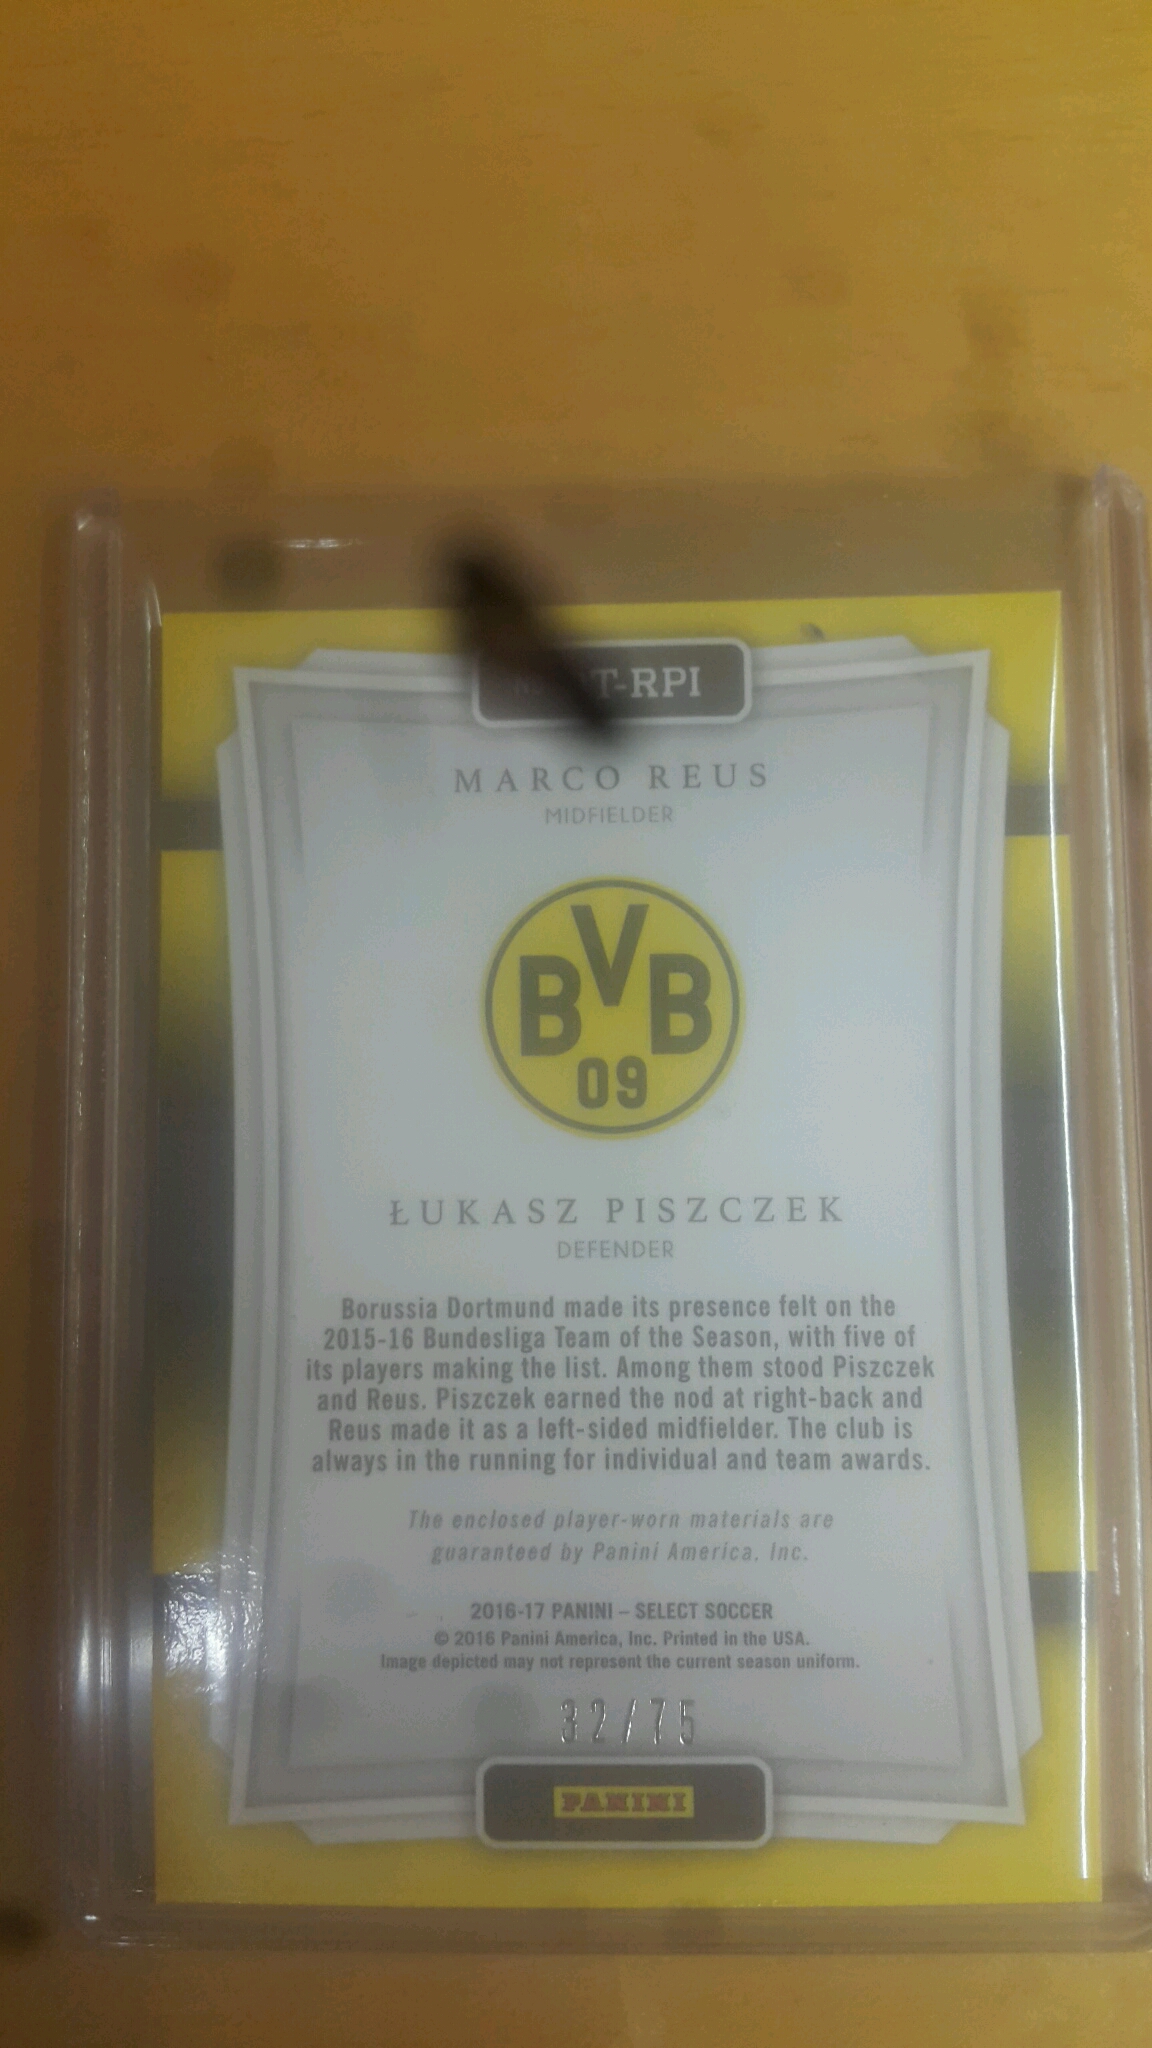 T-RPI
MARCO REUS
MIDFIELDER
BVB
09
ŁUKASZ PISZCZEK
DEFENDER
Borussia Dortmund made its presence felt on the
2015-16 Bundesliga Team of the Season, with five of
its players making the list. Among them stood Piszczek
and Reus. Piszczek earned the nod at right-back and
Reus made it as a left-sided midfielder. The club is
always in the running for individual and team awards.
The enclosed player-worn materials are
guaranteed by Panini America, Inc.
2016-17 PANINI – SELECT SOCCER
© 2016 Panini America, Inc. Printed in the USA.
Image depicted may not represent the current season uniform.
32/75
PANINI